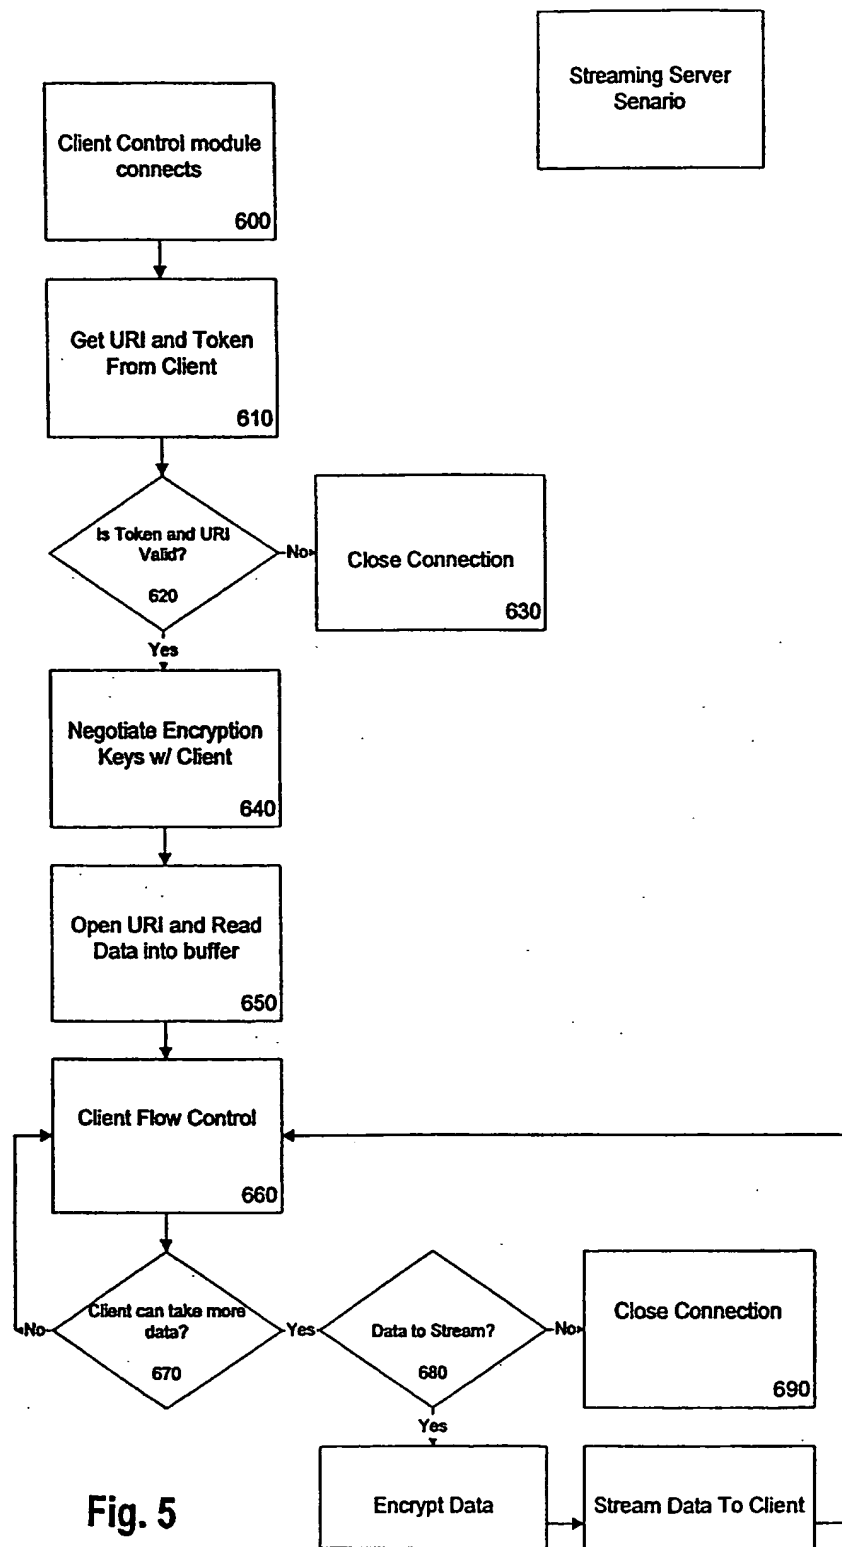 Streaming Server
Senario
Client Control module
connects
600
Get URI and Token
From Client
610
Is Token and URI
Valid?
620
No
Close Connection
630
Yes
Negotiate Encryption
Keys w/ Client
640
Open URI and Read
Data into buffer
650
Client Flow Control
660
Client can take more
data?
670
No
Yes
Data to Stream?
680
No
Close Connection
690
Yes
Encrypt Data
Stream Data To Client
Fig. 5